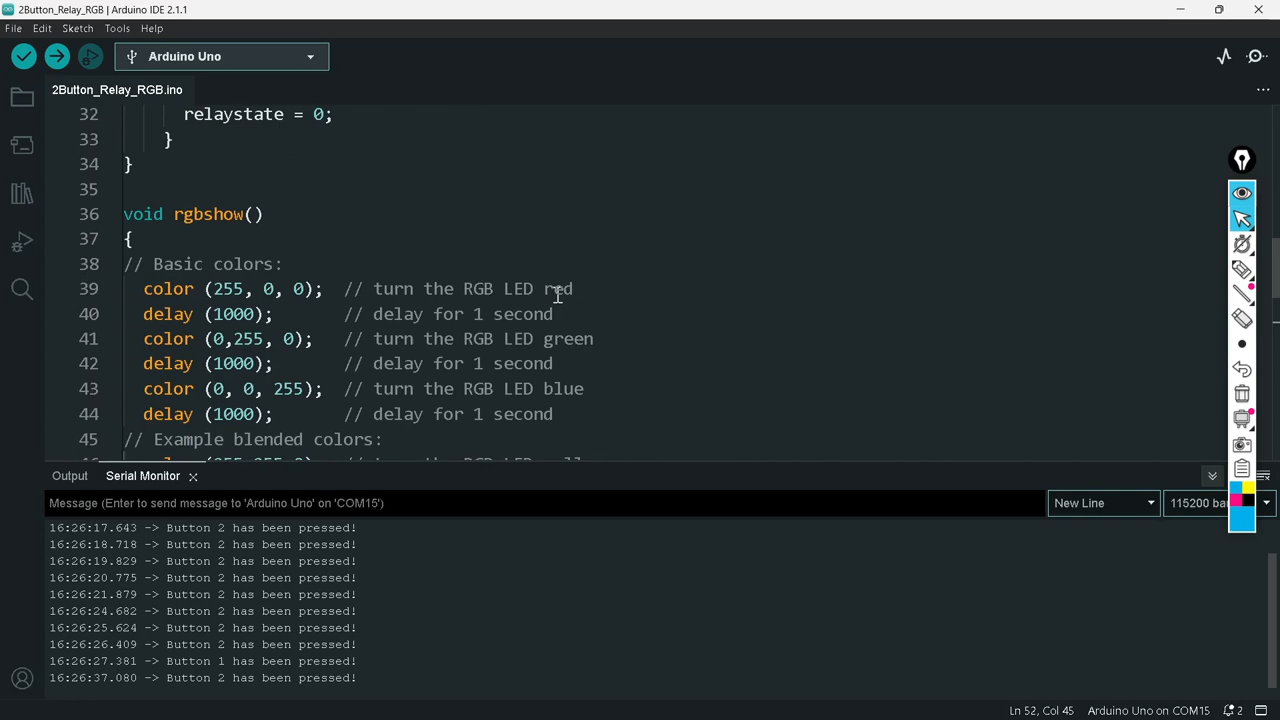 2Button_Relay_RGB | Arduino IDE 2.1.1
File Edit Sketch Tools Help
Arduino Uno
2Button_Relay_RGB.ino
32 relaystate = 0;
33 }
34 }
35
36 void rgbshow()
37 {
38 // Basic colors:
39 color (255, 0, 0); // turn the RGB LED red
40 delay (1000); // delay for 1 second
41 color (0,255, 0); // turn the RGB LED green
42 delay (1000); // delay for 1 second
43 color (0, 0, 255); // turn the RGB LED blue
44 delay (1000); // delay for 1 second
45 // Example blended colors:
Output Serial Monitor
Message (Enter to send message to 'Arduino Uno' on 'COM15') New Line 115200
16:26:17.643 -> Button 2 has been pressed!
16:26:18.718 -> Button 2 has been pressed!
16:26:19.829 -> Button 2 has been pressed!
16:26:20.775 -> Button 2 has been pressed!
16:26:21.879 -> Button 2 has been pressed!
16:26:24.682 -> Button 2 has been pressed!
16:26:25.624 -> Button 2 has been pressed!
16:26:26.409 -> Button 2 has been pressed!
16:26:27.381 -> Button 1 has been pressed!
16:26:37.080 -> Button 2 has been pressed!
Ln 52, Col 45 Arduino Uno on COM15 2